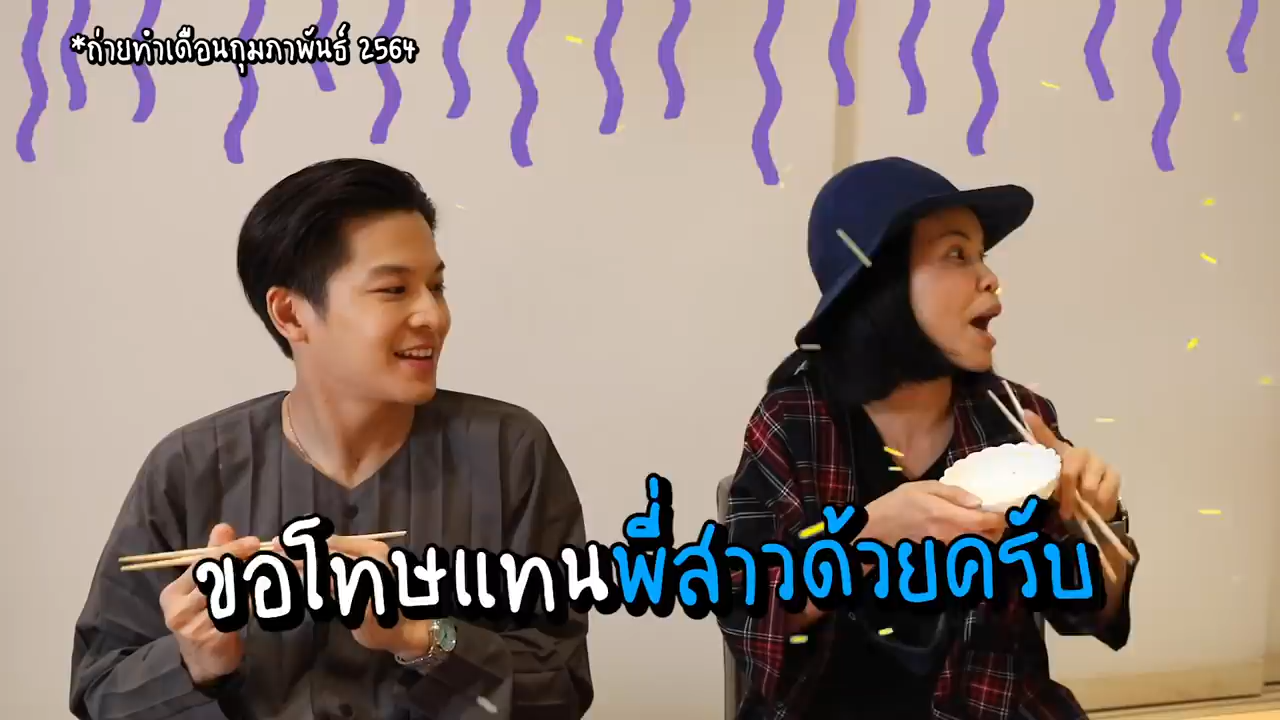 *ถ่ายทำเดือนกุมภาพันธ์ 2564
ขอโทษแทนพี่สาวด้วยครับ